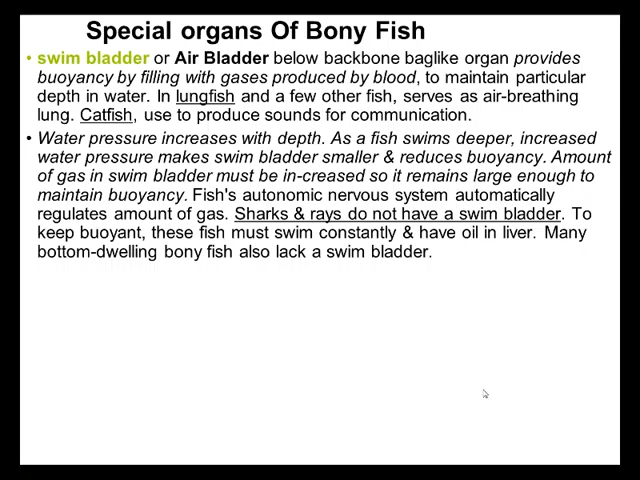 Special organs Of Bony Fish
• swim bladder or Air Bladder below backbone baglike organ provides
buoyancy by filling with gases produced by blood, to maintain particular
depth in water. In lungfish and a few other fish, serves as air-breathing
lung. Catfish, use to produce sounds for communication.
• Water pressure increases with depth. As a fish swims deeper, increased
water pressure makes swim bladder smaller & reduces buoyancy. Amount
of gas in swim bladder must be in-creased so it remains large enough to
maintain buoyancy. Fish's autonomic nervous system automatically
regulates amount of gas. Sharks & rays do not have a swim bladder. To
keep buoyant, these fish must swim constantly & have oil in liver. Many
bottom-dwelling bony fish also lack a swim bladder.